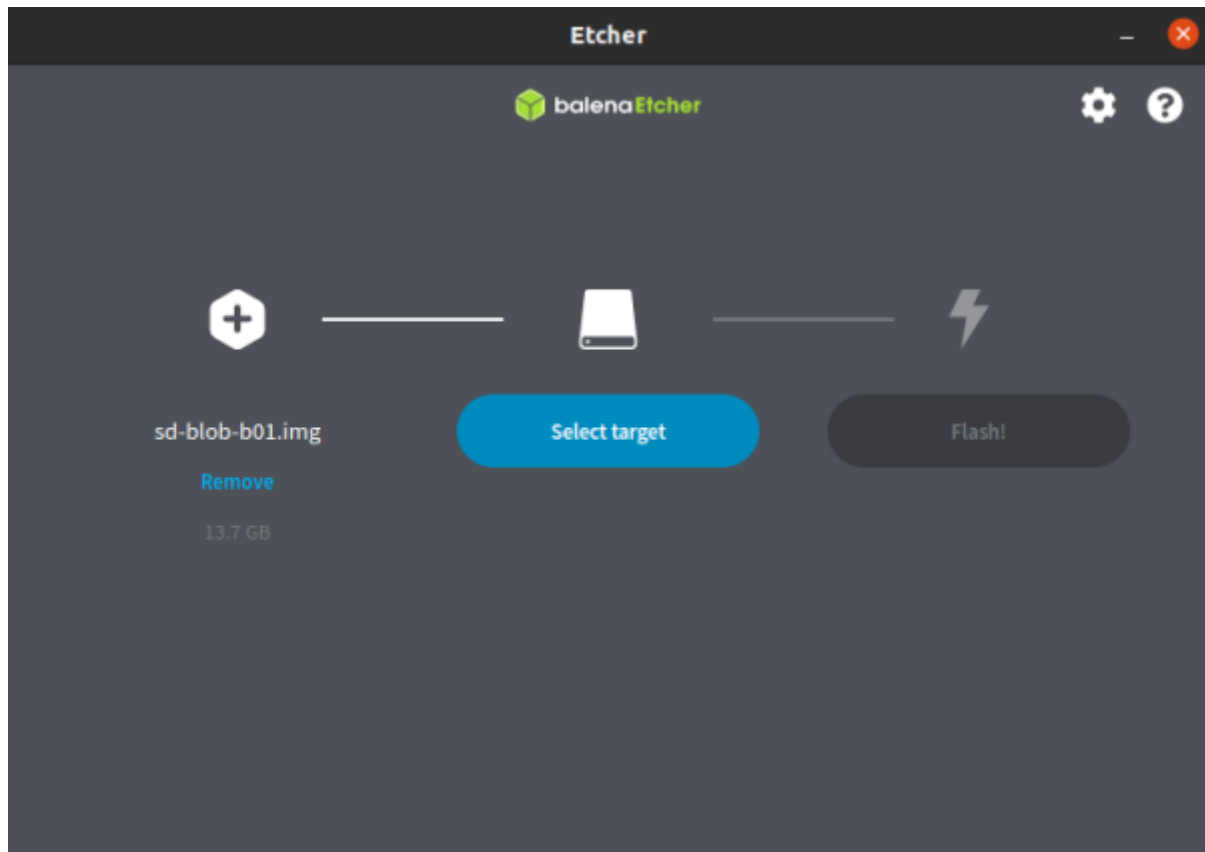 Etcher
balenaEtcher
sd-blob-b01.img
Select target
Flash!
Remove
13.7 GB